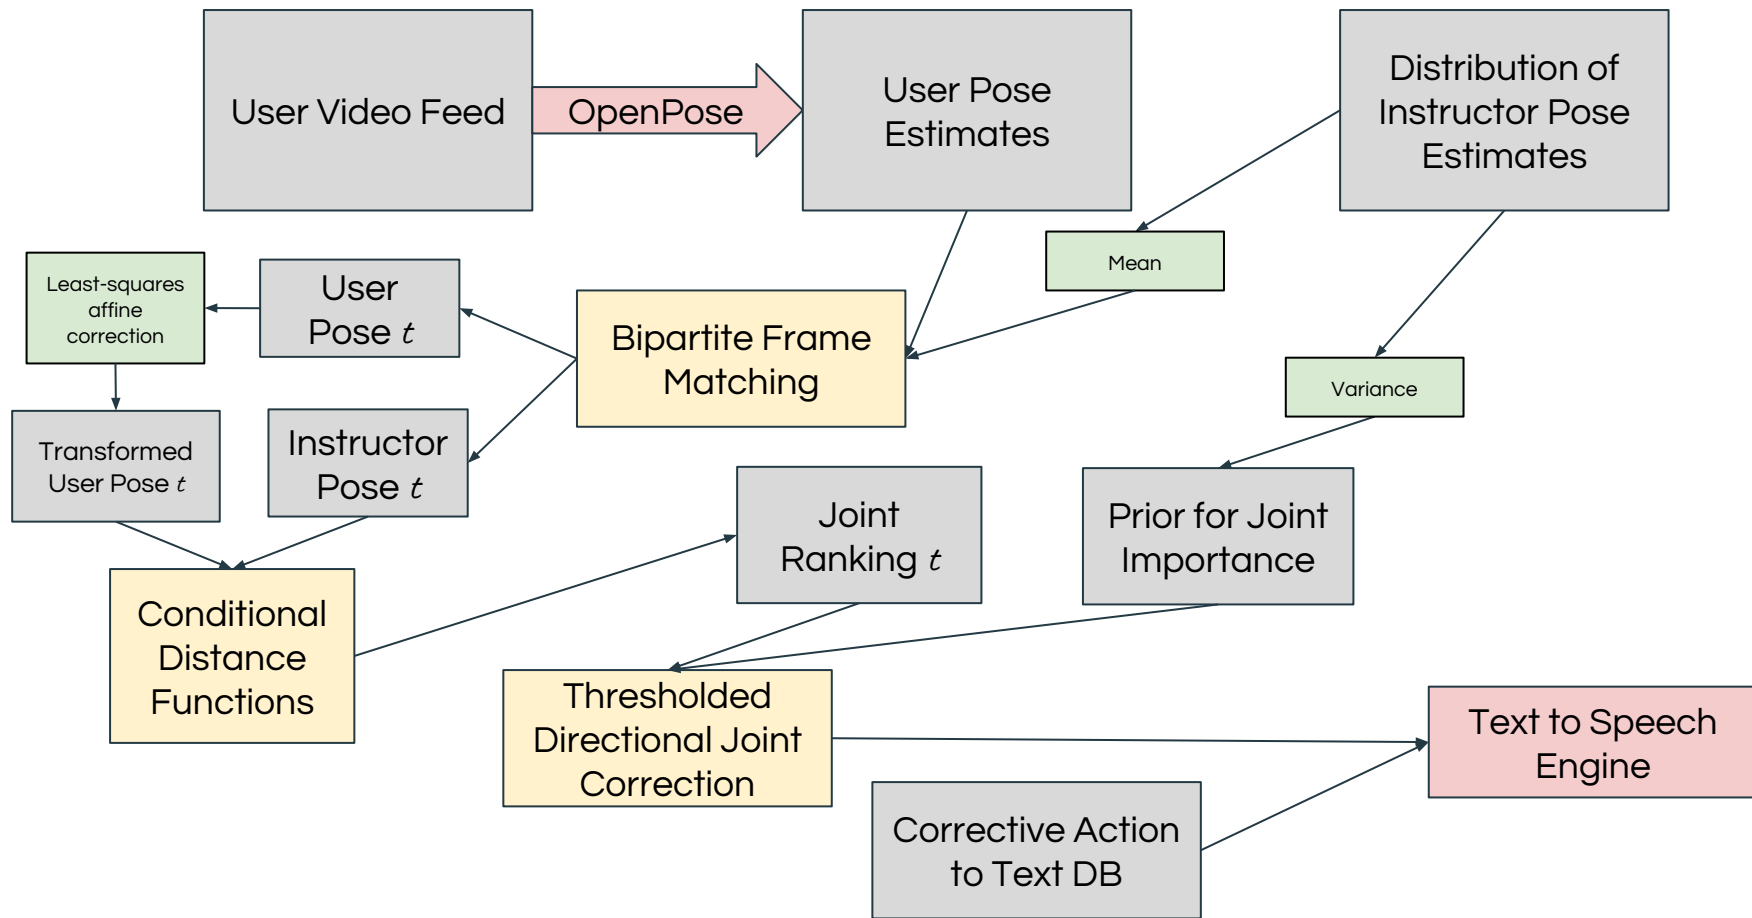 User Video Feed
OpenPose
User Pose
Estimates
Distribution of
Instructor Pose
Estimates
Mean
Least-squares
affine
correction
User
Pose t
Bipartite Frame
Matching
Variance
Transformed
User Pose t
Instructor
Pose t
Joint
Ranking t
Prior for Joint
Importance
Conditional
Distance
Functions
Thresholded
Directional Joint
Correction
Text to Speech
Engine
Corrective Action
to Text DB